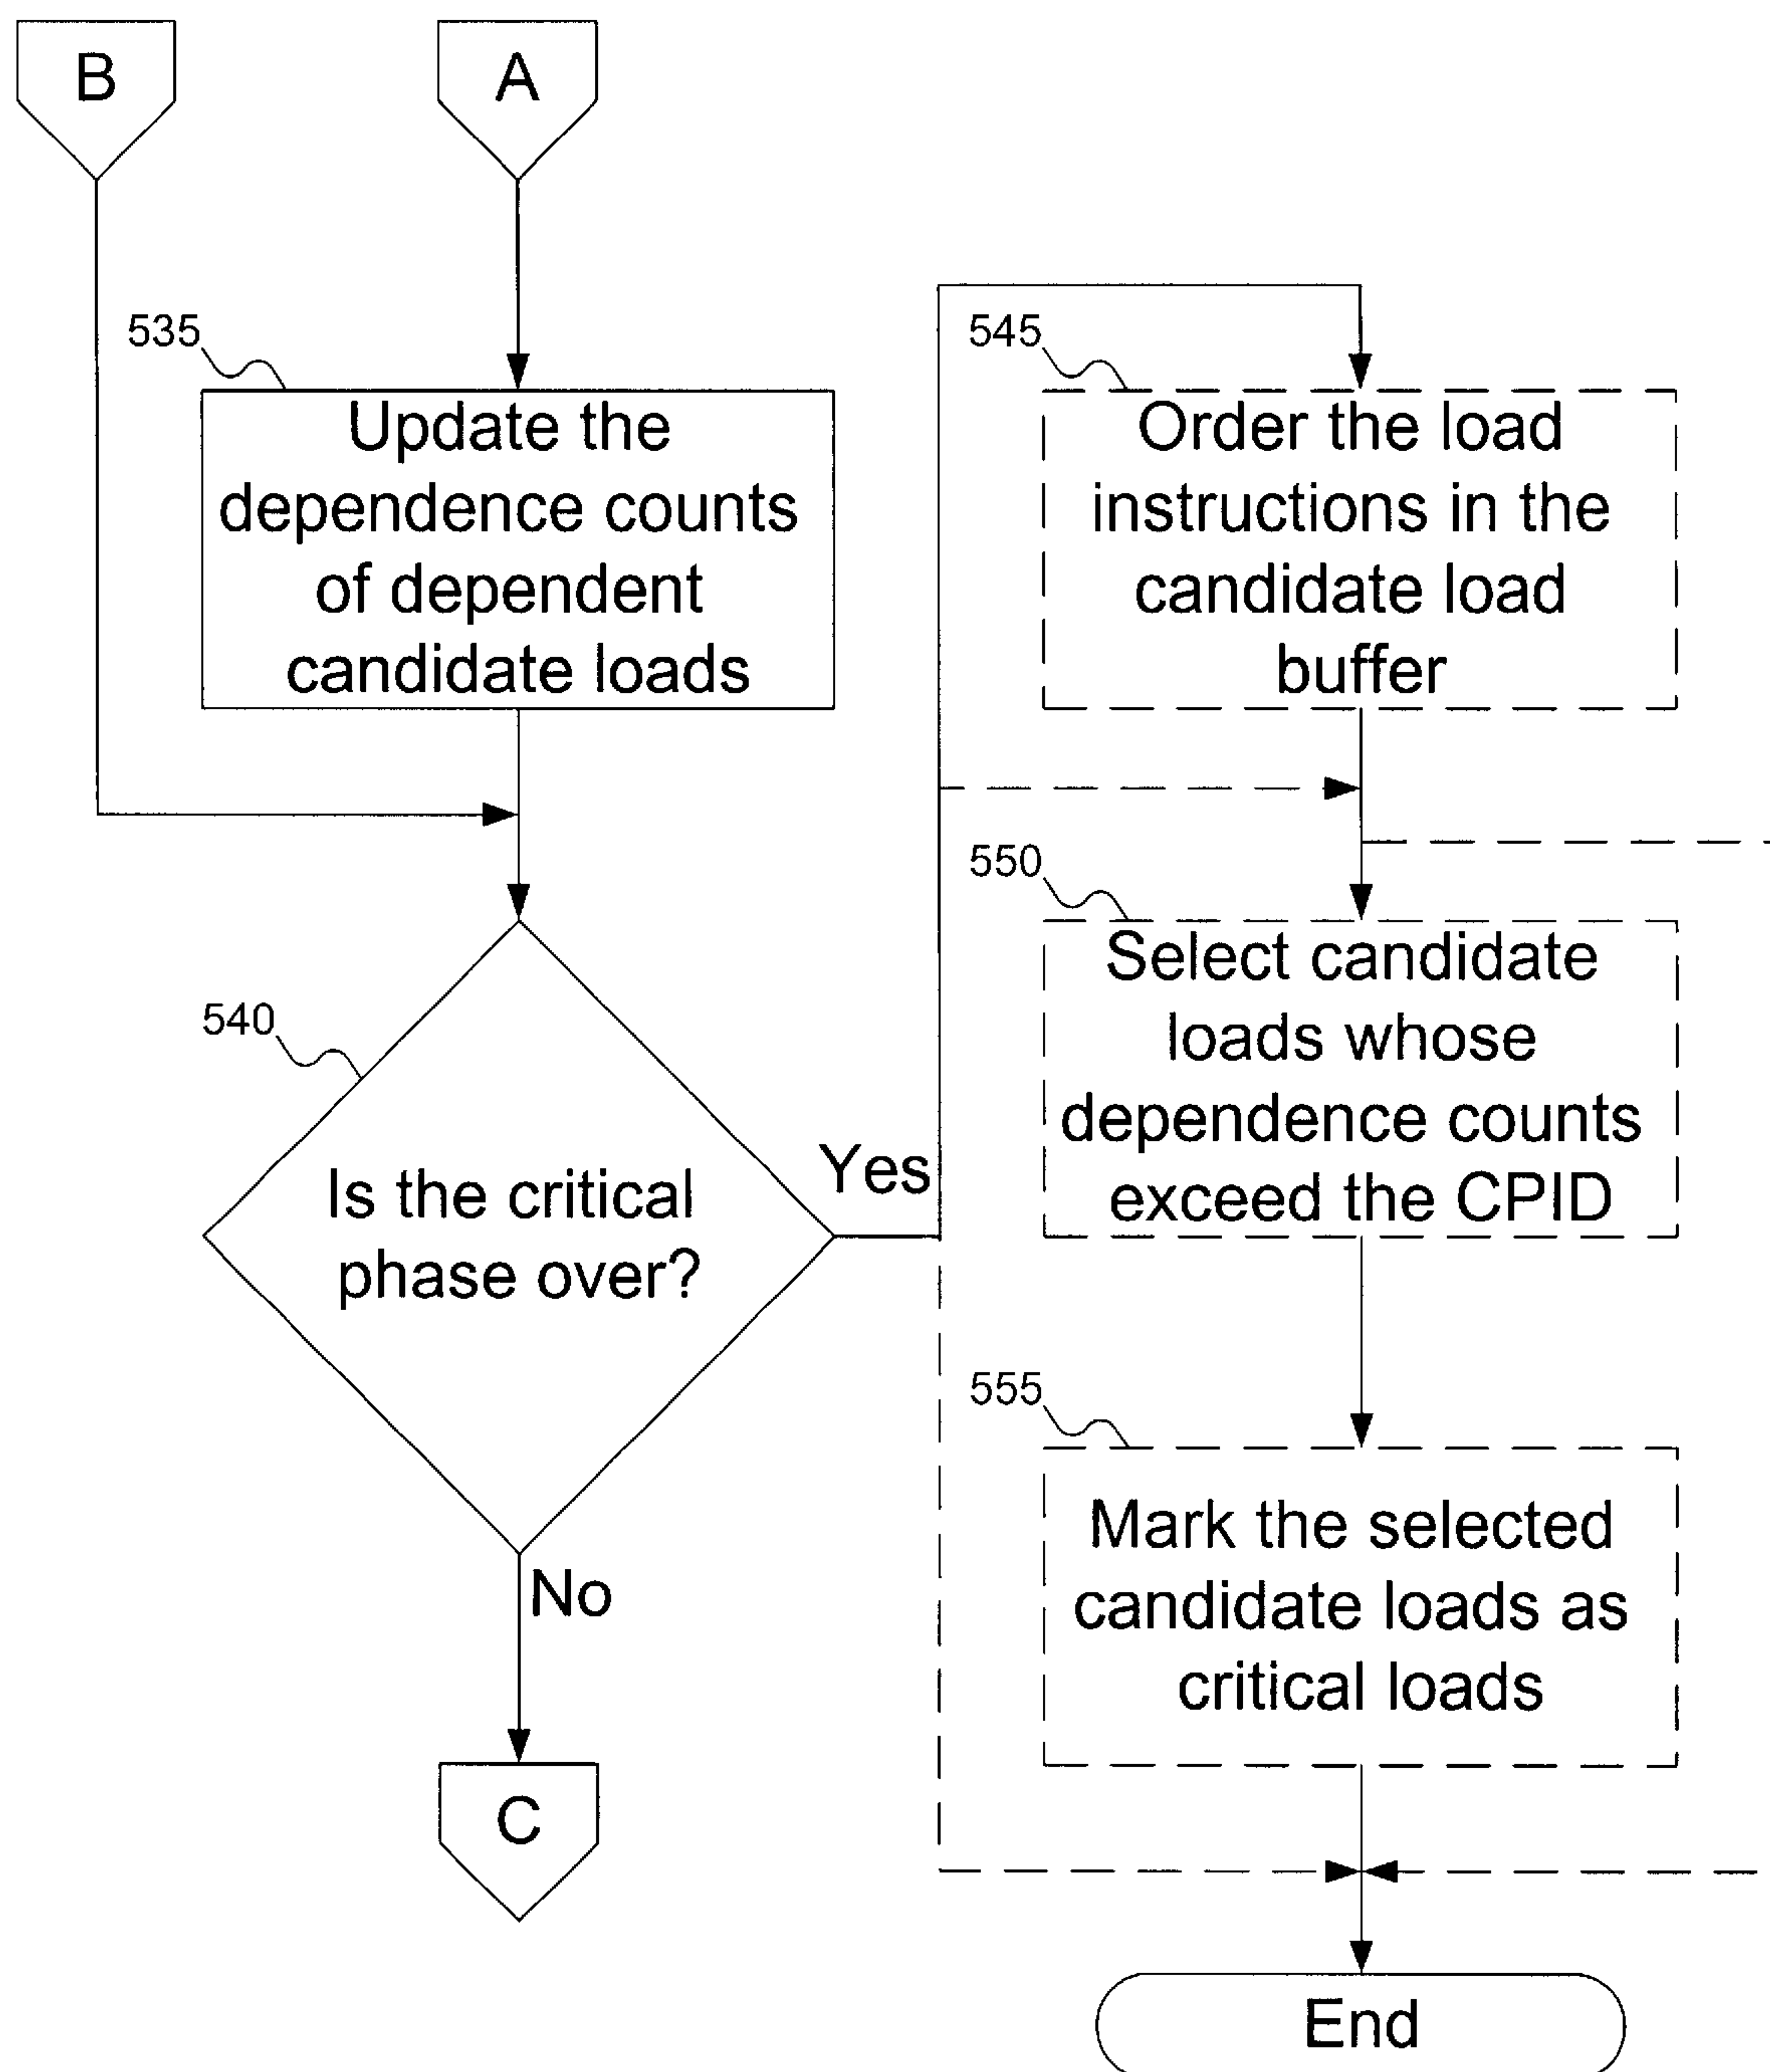 B
A
535
Update the
dependence counts
of dependent
candidate loads
540
Is the critical
phase over?
Yes
No
C
545
Order the load
instructions in the
candidate load
buffer
550
Select candidate
loads whose
dependence counts
exceed the CPID
555
Mark the selected
candidate loads as
critical loads
End